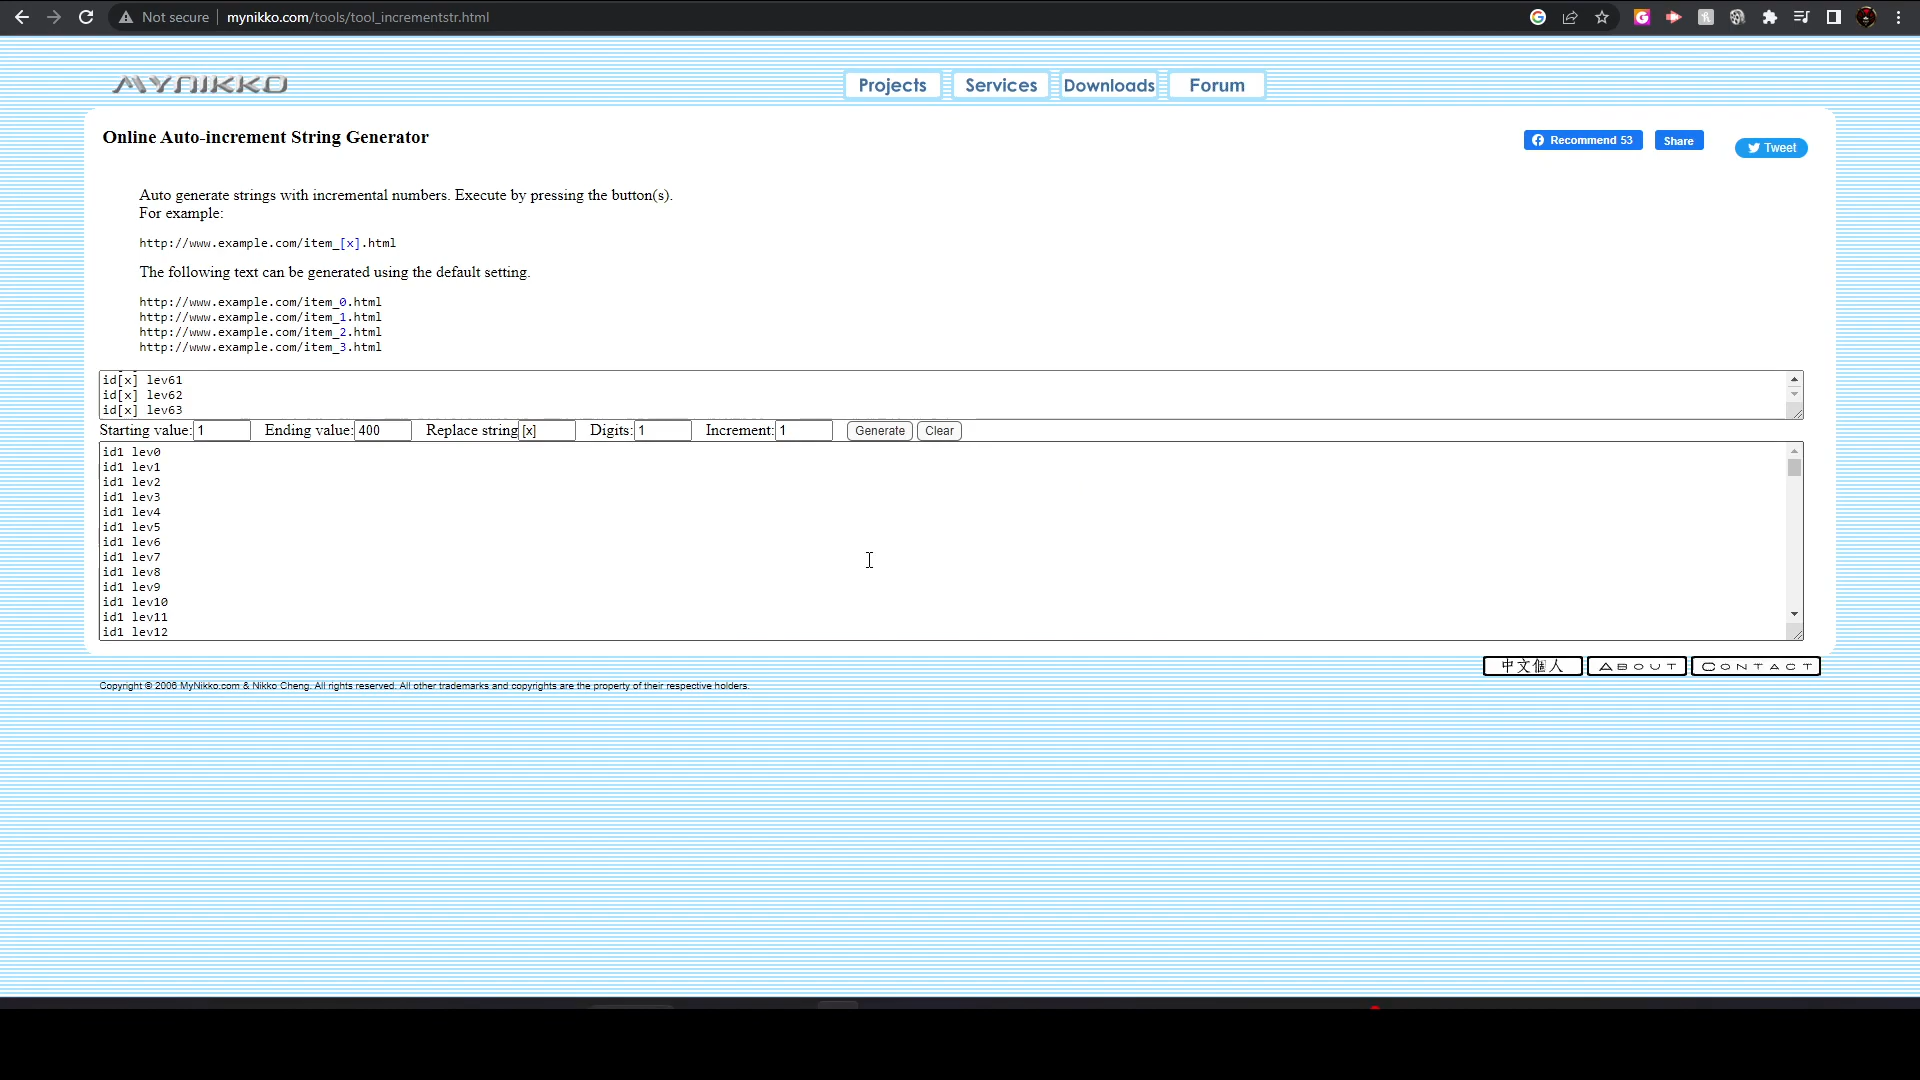 Not secure mynikko.com/tools/tool_incrementstr.html
MYNIKKO
Projects Services Downloads Forum
Online Auto-increment String Generator
Recommend 53 Share Tweet
Auto generate strings with incremental numbers. Execute by pressing the button(s).
For example:
http://www.example.com/item_[x].html
The following text can be generated using the default setting.
http://www.example.com/item_0.html
http://www.example.com/item_1.html
http://www.example.com/item_2.html
http://www.example.com/item_3.html
id[x] lev61
id[x] lev62
id[x] lev63
Starting value: 1 Ending value: 400 Replace string [x] Digits: 1 Increment: 1 Generate Clear
id1 lev0
id1 lev1
id1 lev2
id1 lev3
id1 lev4
id1 lev5
id1 lev6
id1 lev7
id1 lev8
id1 lev9
id1 lev10
id1 lev11
id1 lev12
中文個人 ABOUT CONTACT
Copyright © 2006 MyNikko.com & Nikko Cheng. All rights reserved. All other trademarks and copyrights are the property of their respective holders.